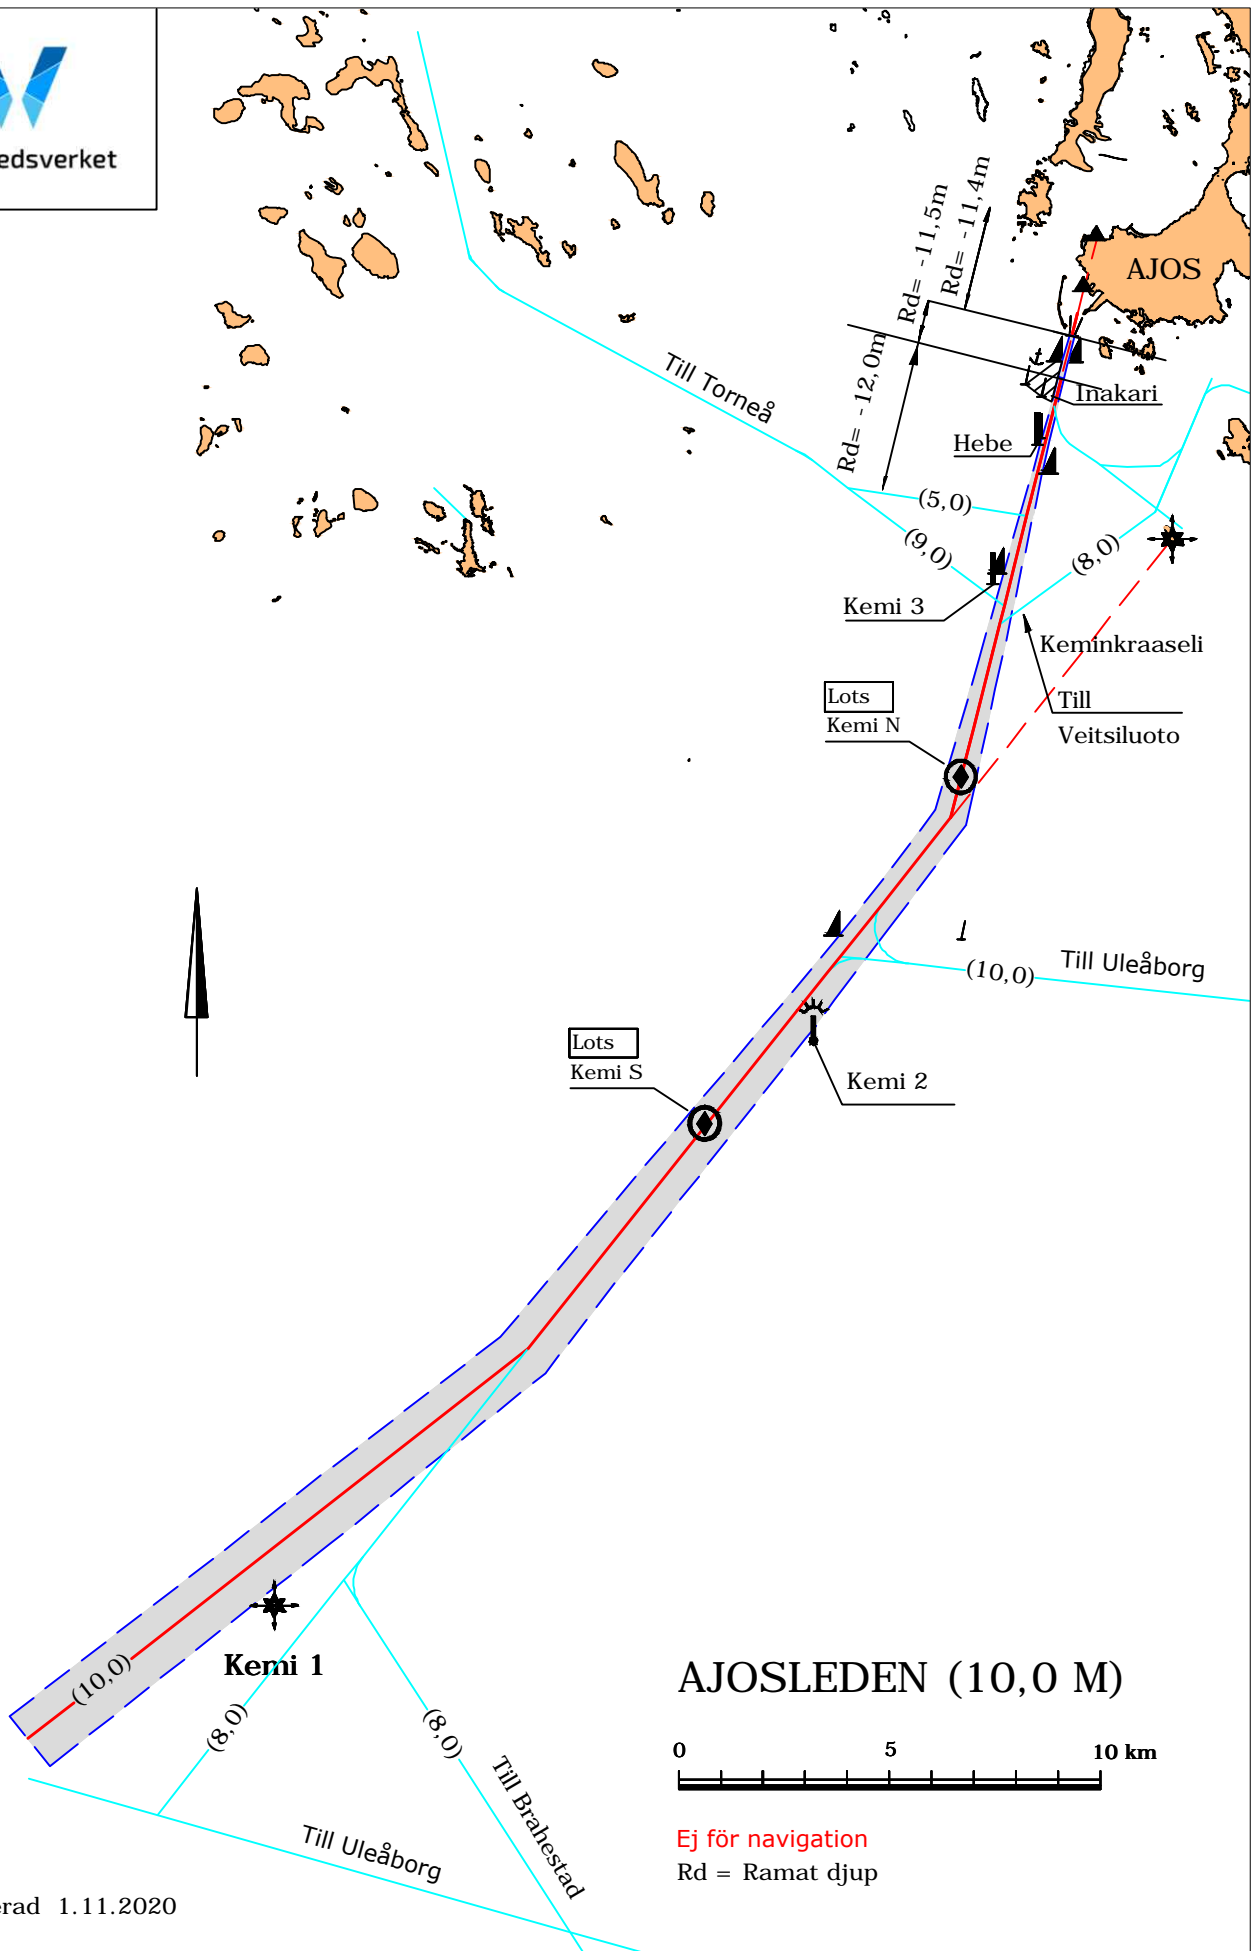 edsverket
AJOS
Rd= -11,5m
Rd= -11,4m
Rd= -12,0m
Till Torneå
Inakari
Hebe
(5,0)
(9,0)
(8,0)
Kemi 3
Keminkraaseli
Till
Veitsiluoto
Lots
Kemi N
Till Uleåborg
(10,0)
Lots
Kemi S
Kemi 2
Kemi 1
(10,0)
(8,0)
(8,0)
Till Brahestad
Till Uleåborg
AJOSLEDEN (10,0 M)
0 5 10 km
Ej för navigation
Rd = Ramat djup
erad 1.11.2020